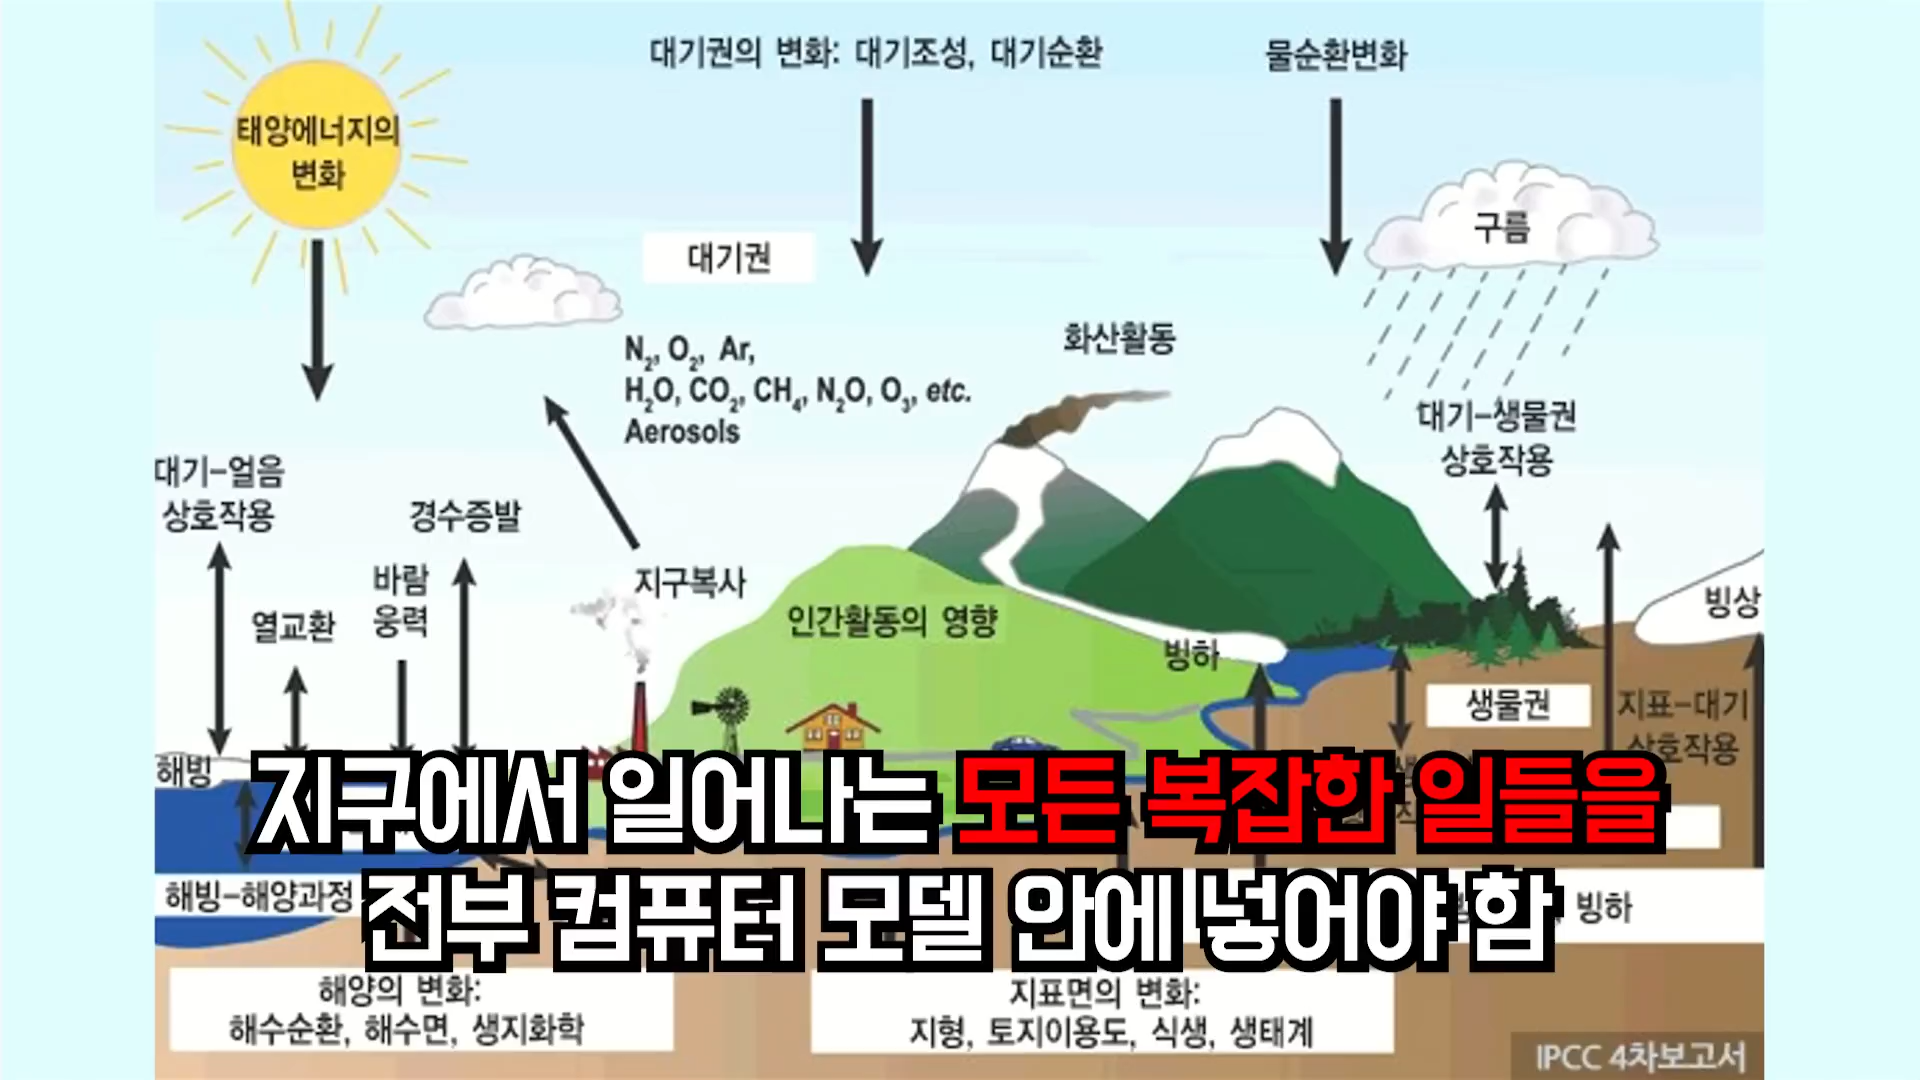 대기권의 변화: 대기조성, 대기순환
물순환변화
태양에너지의
변화
구름
대기권
화산활동
N₂, O₂, Ar,
H₂O, CO₂, CH₄, N₂O, O₃, etc.
Aerosols
대기-생물권
상호작용
대기-얼음
상호작용
경수증발
바람
웅력
열교환
지구복사
인간활동의 영향
빙하
빙상
생물권
지표-대기
상호작용
해빙
지구에서 일어나는 모든 복잡한 일들을
전부 컴퓨터 모델 안에 넣어야 함
해빙-해양과정
빙하
해양의 변화:
해수순환, 해수면, 생지화학
지표면의 변화:
지형, 토지이용도, 식생, 생태계
IPCC 4차보고서